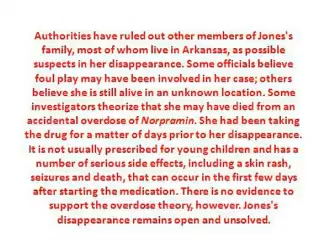 Authorities have ruled out other members of Jones's
family, most of whom live in Arkansas, as possible
suspects in her disappearance. Some officials believe
foul play may have been involved in her case; others
believe she is still alive in an unknown location. Some
investigators theorize that she may have died from an
accidental overdose of Norpramin. She had been taking
the drug for a matter of days prior to her disappearance.
It is not usually prescribed for young children and has a
number of serious side effects, including a skin rash,
seizures and death, that can occur in the first few days
after starting the medication. There is no evidence to
support the overdose theory, however. Jones's
disappearance remains open and unsolved.